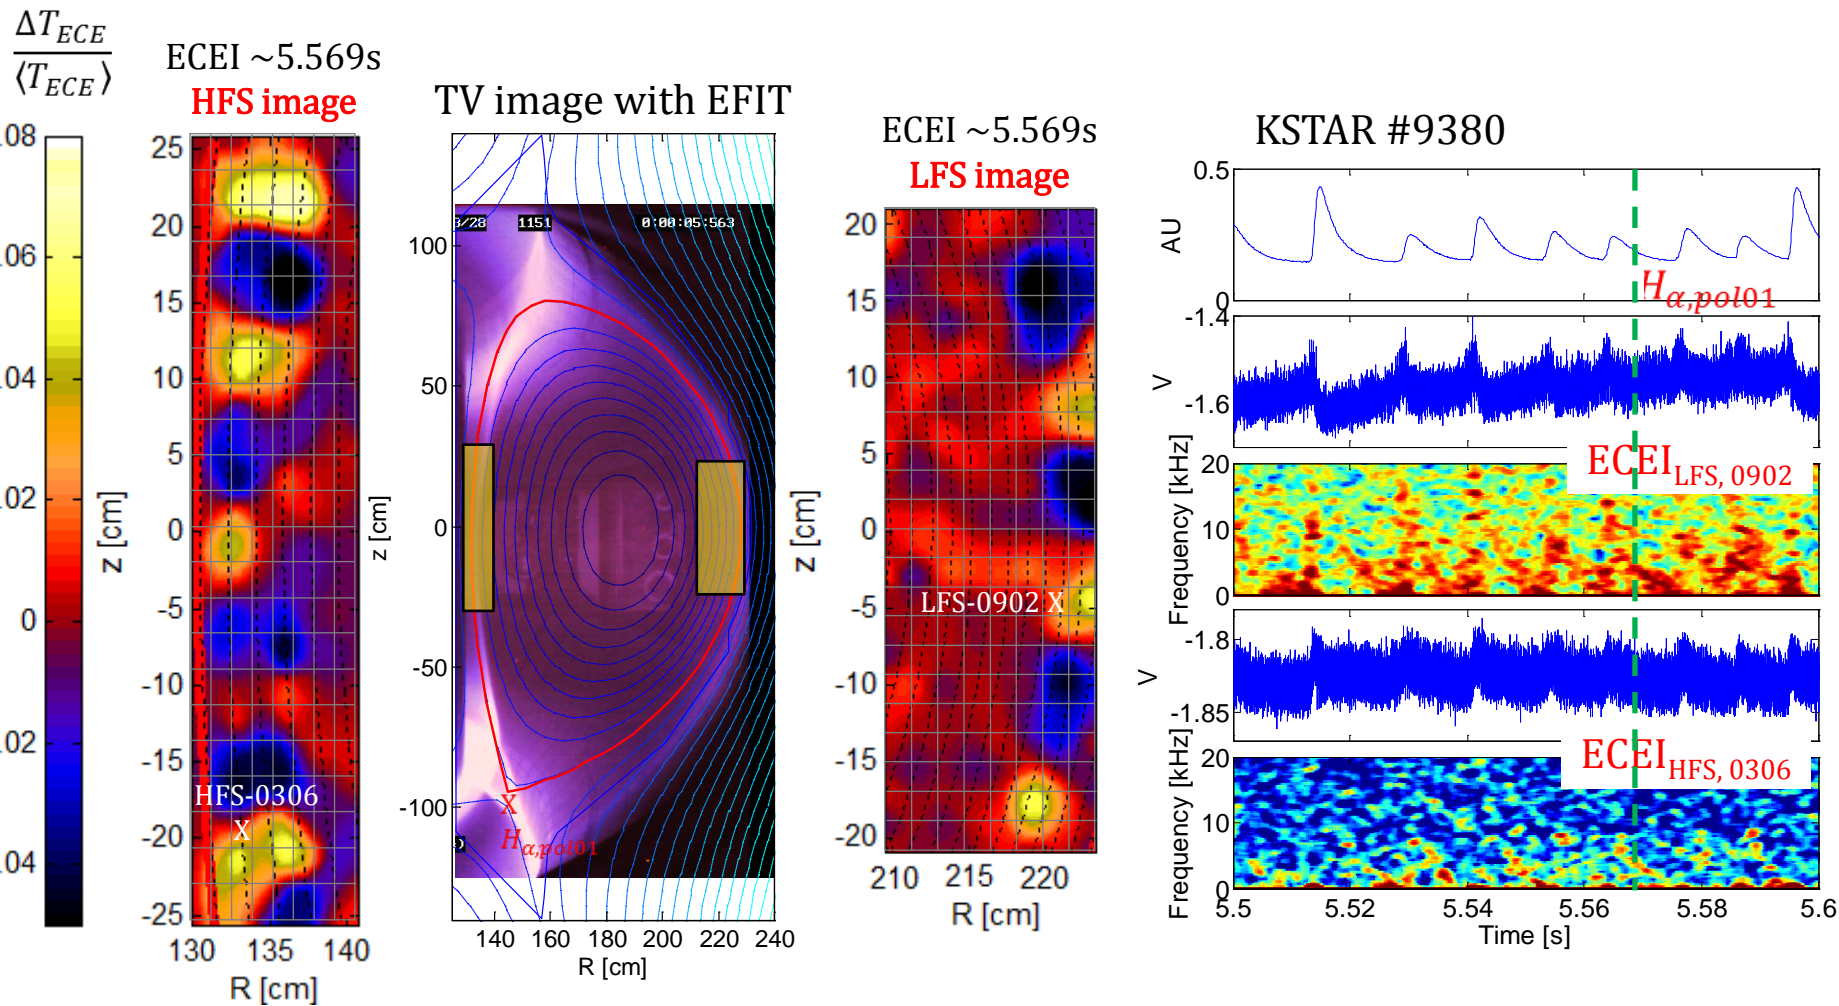 ΔT_ECE
⟨T_ECE⟩
.08
.06
.04
.02
0
.02
.04
ECEI ~5.569s
HFS image
25
20
15
10
5
0
-5
-10
-15
-20
-25
z [cm]
HFS-0306
X
130 135 140
R [cm]
TV image with EFIT
3/28 1151 0:00:05:563
100
50
0
-50
-100
z [cm]
X
H_α,pol01
140 160 180 200 220 240
R [cm]
ECEI ~5.569s
LFS image
20
15
10
5
0
-5
-10
-15
-20
z [cm]
LFS-0902 X
210 215 220
R [cm]
KSTAR #9380
0.5
0
AU
H_α,pol01
-1.4
-1.6
V
ECEI_LFS, 0902
20
10
0
Frequency [kHz]
-1.8
-1.85
V
ECEI_HFS, 0306
20
10
0
Frequency [kHz]
5.5 5.52 5.54 5.56 5.58 5.6
Time [s]